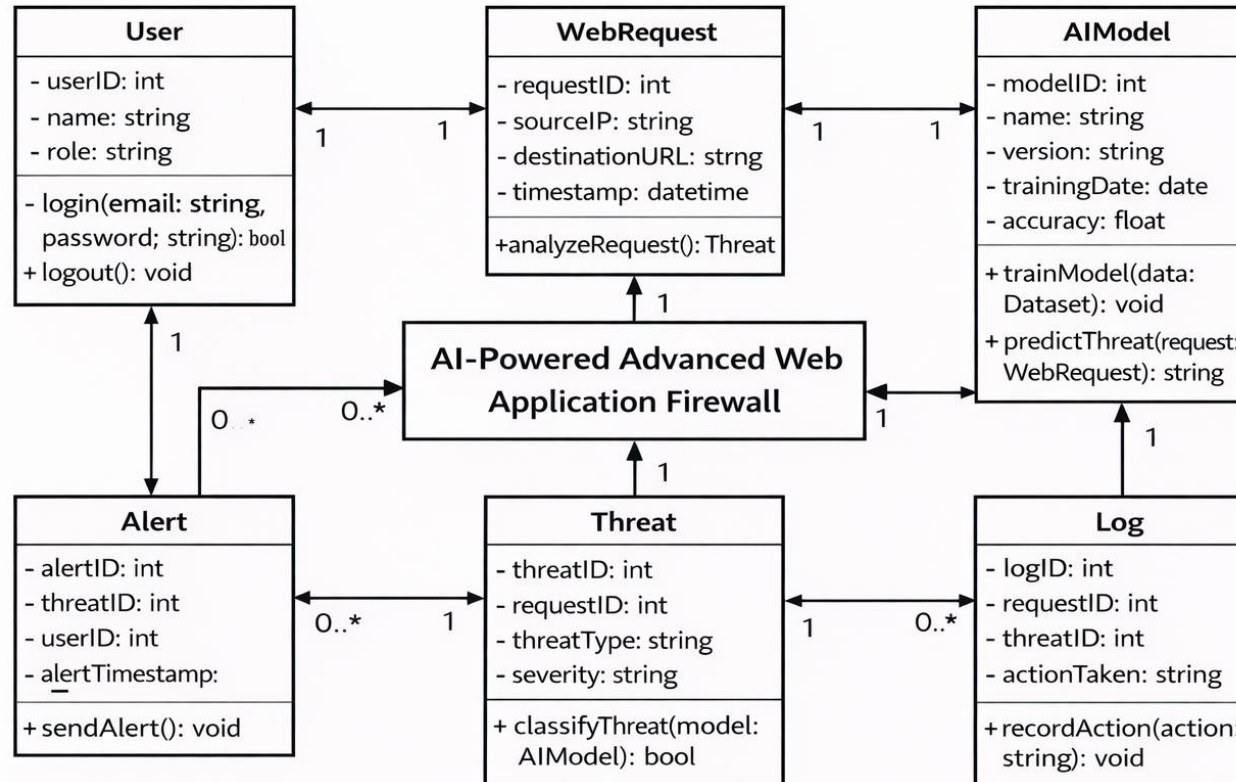 User
- userID: int
- name: string
- role: string
- login(email: string,
password; string): bool
+ logout(): void
1
1
WebRequest
- requestID: int
- sourceIP: string
- destinationURL: strng
- timestamp: datetime
+analyzeRequest(): Threat
1
1
AIModel
- modelID: int
- name: string
- version: string
- trainingDate: date
- accuracy: float
+ trainModel(data:
Dataset): void
+ predictThreat(request:
WebRequest): string
1
1
AI-Powered Advanced Web
Application Firewall
0..*
0..*
1
1
1
Alert
- alertID: int
- threatID: int
- userID: int
- alertTimestamp:
+ sendAlert(): void
0..*
1
Threat
- threatID: int
- requestID: int
- threatType: string
- severity: string
+ classifyThreat(model:
AIModel): bool
1
0..*
Log
- logID: int
- requestID: int
- threatID: int
- actionTaken: string
+ recordAction(action:
string): void